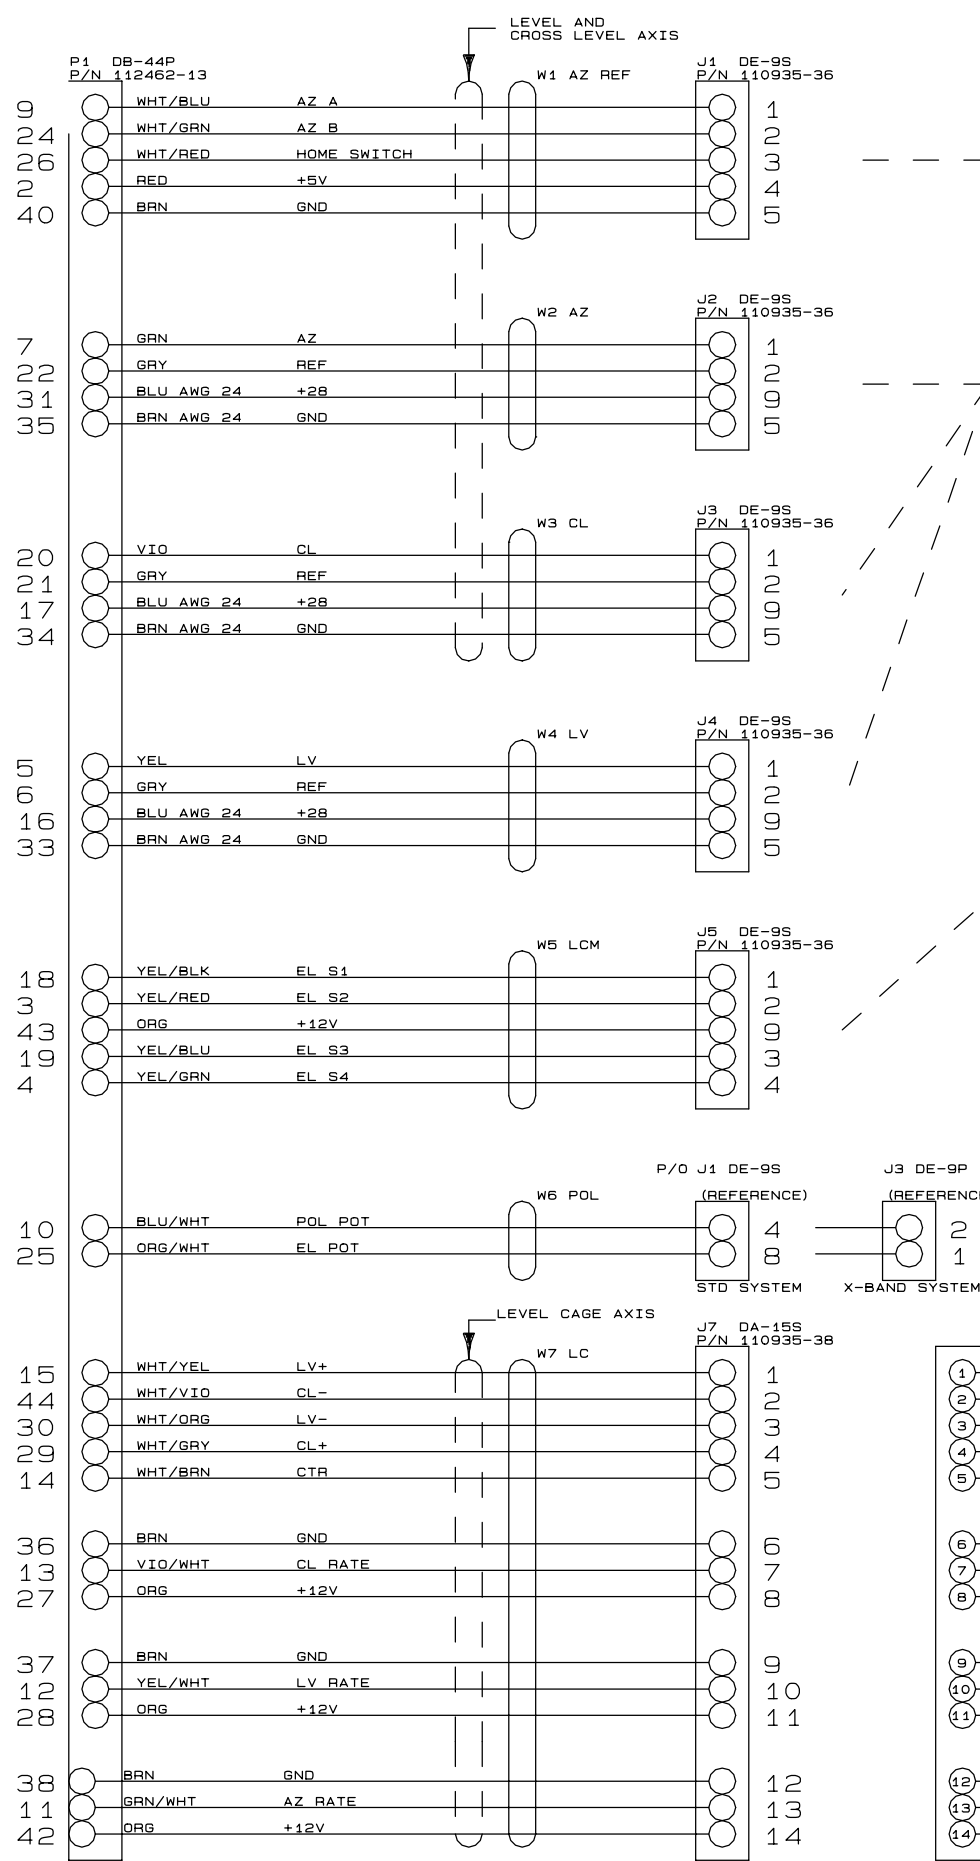 LEVEL AND
CROSS LEVEL AXIS
P1 DB-44P
P/N 112462-13
W1 AZ REF
J1 DE-9S
P/N 110935-36
9 WHT/BLU AZ A 1
24 WHT/GRN AZ B 2
26 WHT/RED HOME SWITCH 3
2 RED +5V 4
40 BRN GND 5
W2 AZ
J2 DE-9S
P/N 110935-36
7 GRN AZ 1
22 GRY REF 2
31 BLU AWG 24 +28 9
35 BRN AWG 24 GND 5
W3 CL
J3 DE-9S
P/N 110935-36
20 VIO CL 1
21 GRY REF 2
17 BLU AWG 24 +28 9
34 BRN AWG 24 GND 5
W4 LV
J4 DE-9S
P/N 110935-36
5 YEL LV 1
6 GRY REF 2
16 BLU AWG 24 +28 9
33 BRN AWG 24 GND 5
W5 LCM
J5 DE-9S
P/N 110935-36
18 YEL/BLK EL S1 1
3 YEL/RED EL S2 2
43 ORG +12V 9
19 YEL/BLU EL S3 3
4 YEL/GRN EL S4 4
P/O J1 DE-9S J3 DE-9P
W6 POL (REFERENCE) (REFERENCE
10 BLU/WHT POL POT 4 2
25 ORG/WHT EL POT 8 1
STD SYSTEM X-BAND SYSTEM
LEVEL CAGE AXIS
W7 LC
J7 DA-15S
P/N 110935-38
15 WHT/YEL LV+ 1 1
44 WHT/VIO CL- 2 2
30 WHT/ORG LV- 3 3
29 WHT/GRY CL+ 4 4
14 WHT/BRN CTR 5 5
36 BRN GND 6 6
13 VIO/WHT CL RATE 7 7
27 ORG +12V 8 8
37 BRN GND 9 9
12 YEL/WHT LV RATE 10 10
28 ORG +12V 11 11
38 BRN GND 12 12
11 GRN/WHT AZ RATE 13 13
42 ORG +12V 14 14